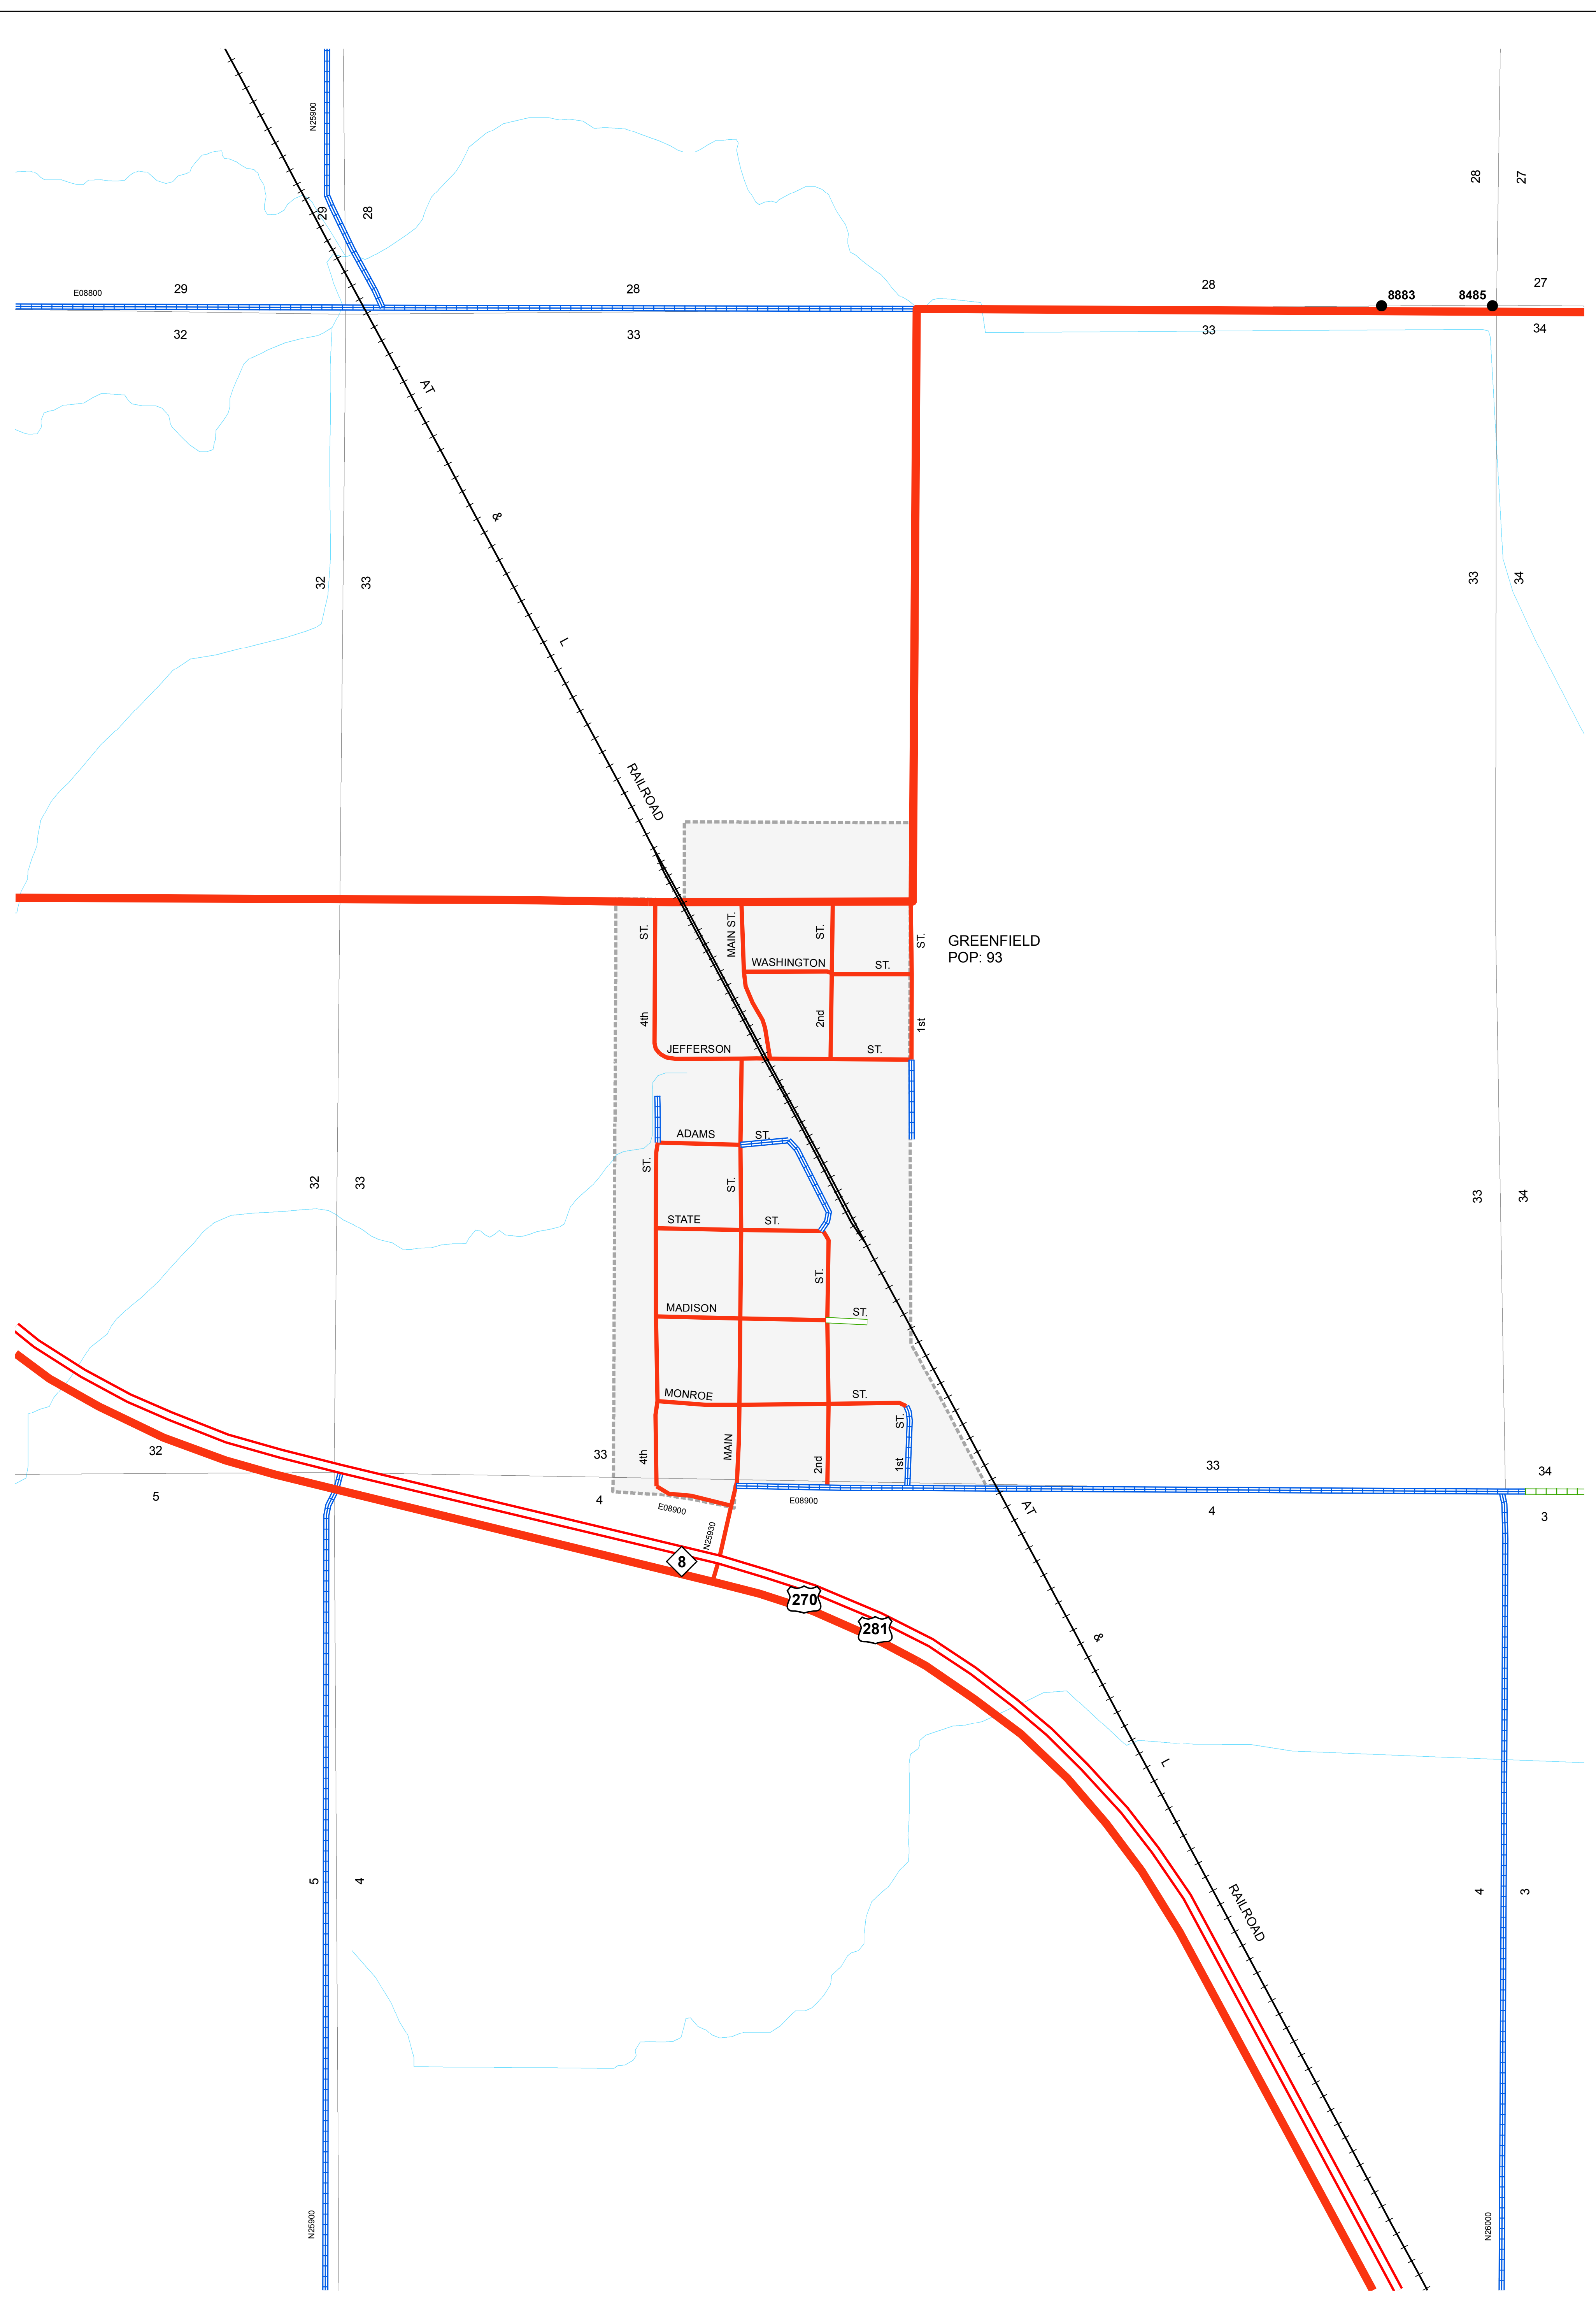 N25900
28
27
29
28
E08800
29
28
28
8883
8485
27
32
33
33
34
AT
&
L
RAILROAD
32
33
33
34
ST.
MAIN ST.
ST.
ST.
GREENFIELD
POP: 93
WASHINGTON ST.
4th
2nd
1st
JEFFERSON ST.
ADAMS ST.
ST.
ST.
32
33
33
34
STATE ST.
ST.
MADISON ST.
MONROE ST.
ST.
4th
MAIN
2nd
1st
32
33
33
34
5
4
E08900
E08900
4
3
N25930
8
270
281
AT
&
L
RAILROAD
5
4
4
3
N25900
N26000